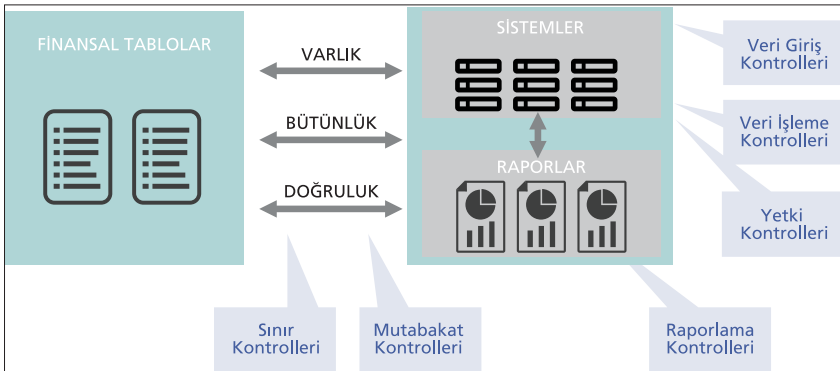 FİNANSAL TABLOLAR
VARLIK
BÜTÜNLÜK
DOĞRULUK
SİSTEMLER
RAPORLAR
Veri Giriş
Kontrolleri
Veri İşleme
Kontrolleri
Yetki
Kontrolleri
Sınır
Kontrolleri
Mutabakat
Kontrolleri
Raporlama
Kontrolleri